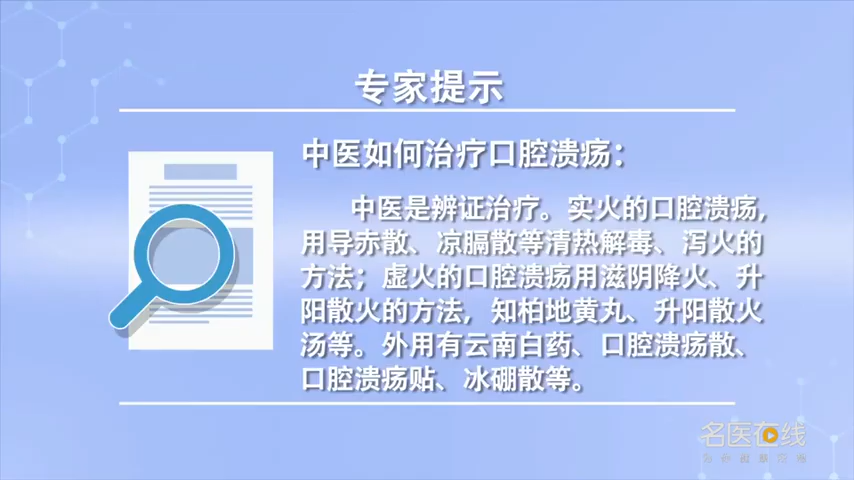 专家提示
中医如何治疗口腔溃疡：
中医是辨证治疗。实火的口腔溃疡,
用导赤散、凉膈散等清热解毒、泻火的
方法；虚火的口腔溃疡用滋阴降火、升
阳散火的方法，知柏地黄丸、升阳散火
汤等。外用有云南白药、口腔溃疡散、
口腔溃疡贴、冰硼散等。
名医在线